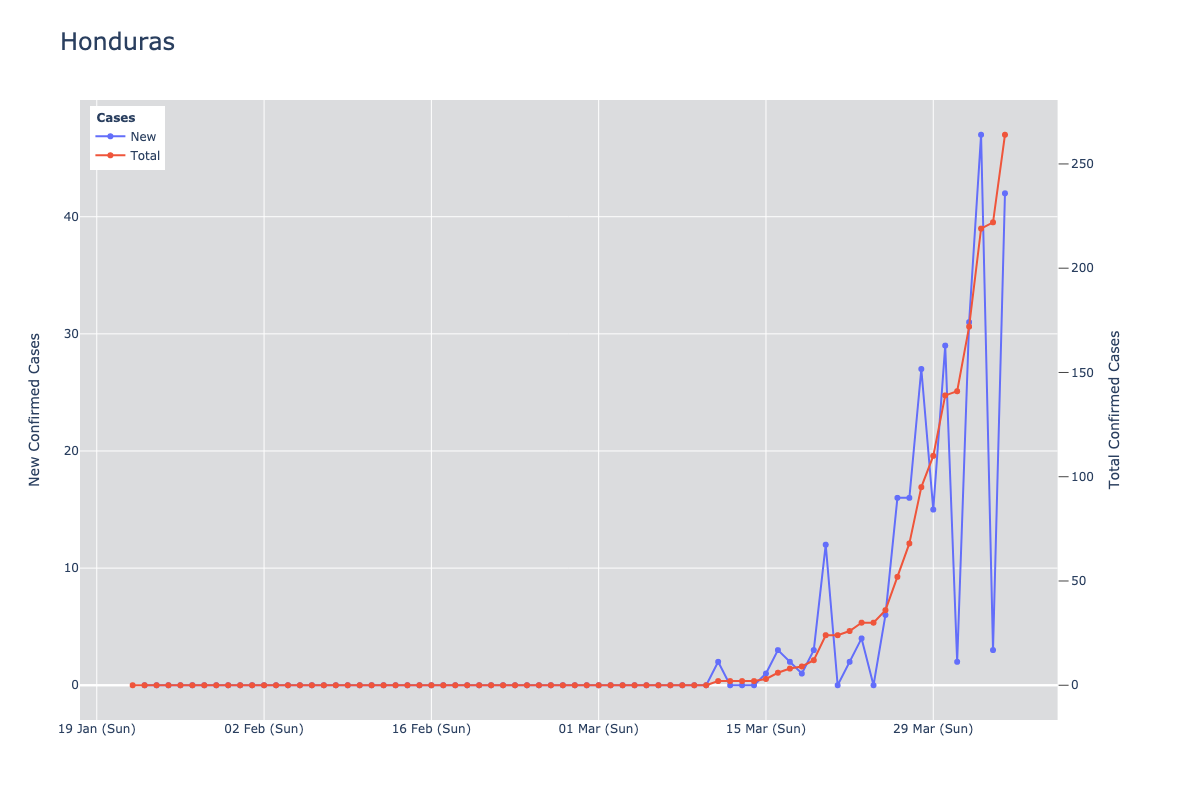 Honduras
Cases
New
Total
40
30
20
10
0
250
200
150
100
50
0
New Confirmed Cases
Total Confirmed Cases
19 Jan (Sun)
02 Feb (Sun)
16 Feb (Sun)
01 Mar (Sun)
15 Mar (Sun)
29 Mar (Sun)